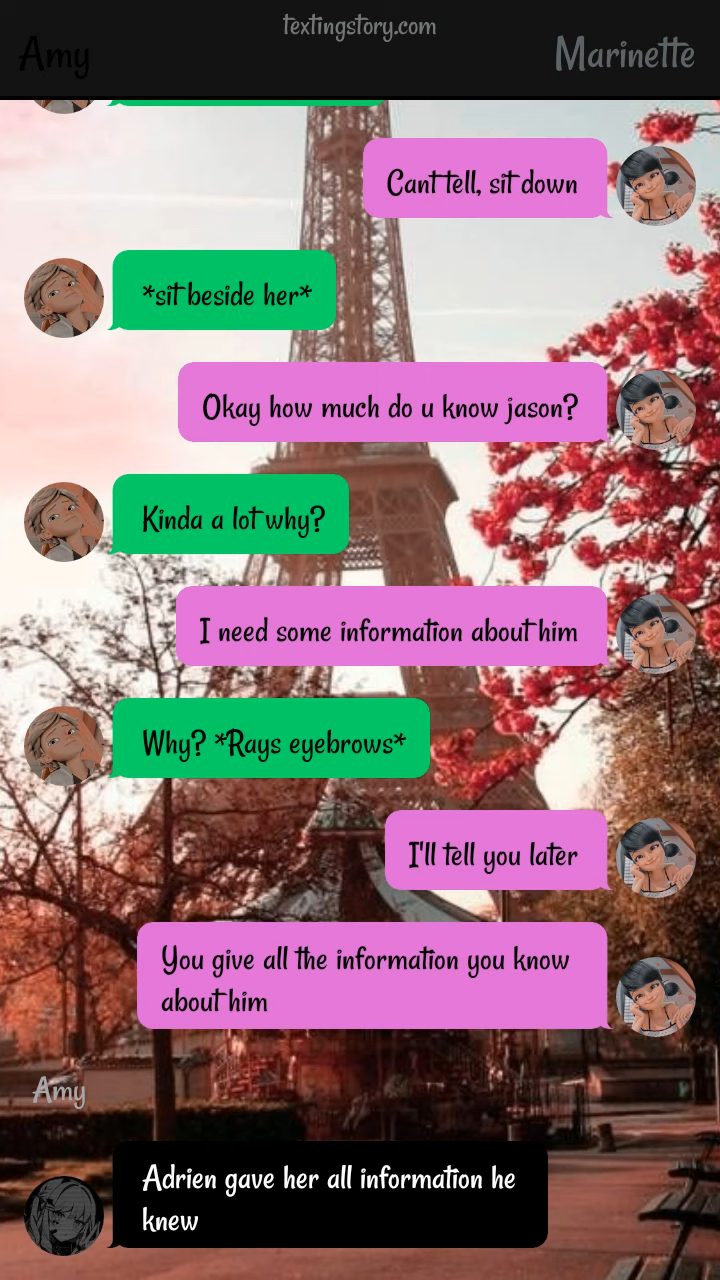 textingstory.com
Amy
Marinette
Cant tell, sit down
*sit beside her*
Okay how much do u know jason?
Kinda a lot why?
I need some information about him
Why? *Rays eyebrows*
I'll tell you later
You give all the information you know
about him
Amy
Adrien gave her all information he
knew